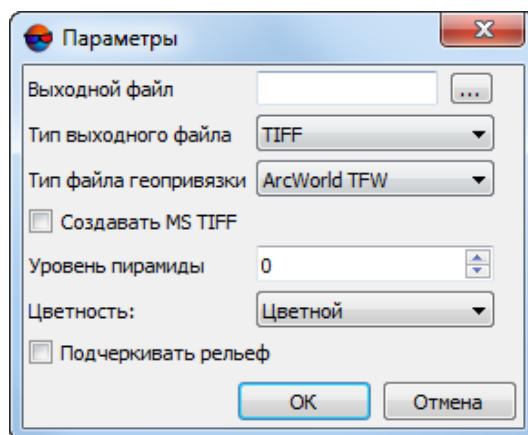 Параметры
Выходной файл ...
Тип выходного файла TIFF
Тип файла геопривязки ArcWorld TFW
Создавать MS TIFF
Уровень пирамиды 0
Цветность: Цветной
Подчеркивать рельеф
OK Отмена